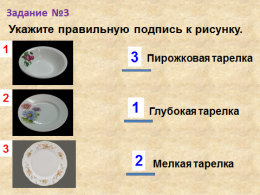 Задание №3
Укажите правильную подпись к рисунку.
1
3 Пирожковая тарелка
2
1 Глубокая тарелка
3
2 Мелкая тарелка